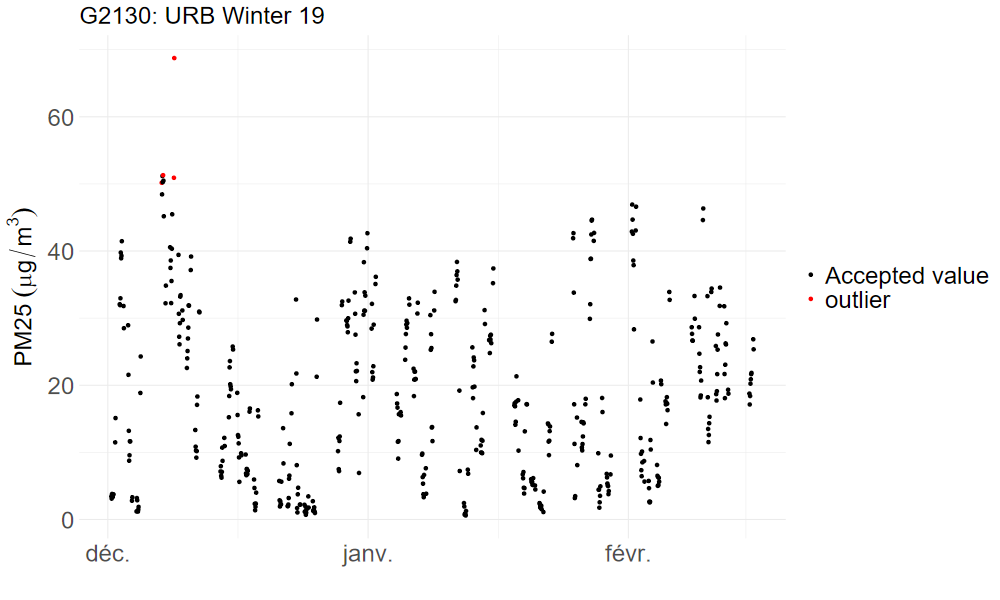 G2130: URB Winter 19
PM25 (μg/m³)
60
40
20
0
déc.
janv.
févr.
Accepted value
outlier